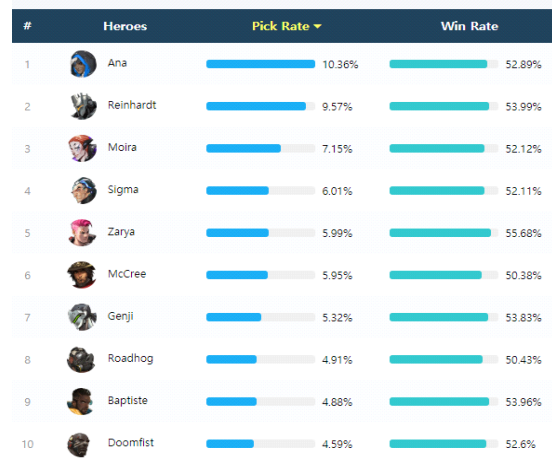 # Heroes Pick Rate Win Rate
1 Ana 10.36% 52.89%
2 Reinhardt 9.57% 53.99%
3 Moira 7.15% 52.12%
4 Sigma 6.01% 52.11%
5 Zarya 5.99% 55.68%
6 McCree 5.95% 50.38%
7 Genji 5.32% 53.83%
8 Roadhog 4.91% 50.43%
9 Baptiste 4.88% 53.96%
10 Doomfist 4.59% 52.6%